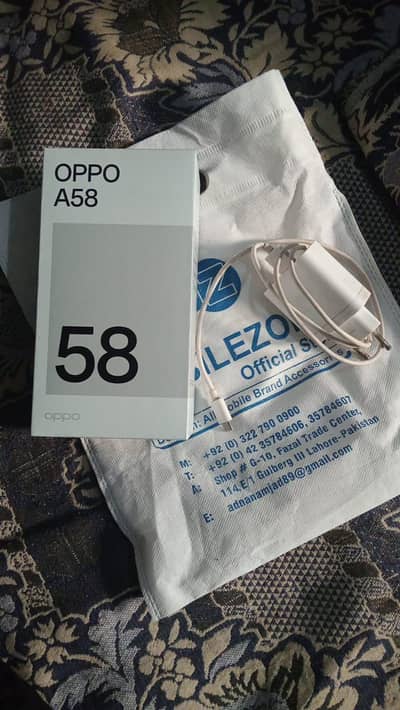 OPPO
A58
58
oppo
ILEZO
Official S
All Mobile Brand Accessor
M: +92 (0) 322 790 0900
T: +92 (0) 42 35784606, 35784607
A: Shop # G-10, Fazal Trade Center,
114,E/1 Gulberg III Lahore-Pakistan
E: adnanamjad89@gmail.com